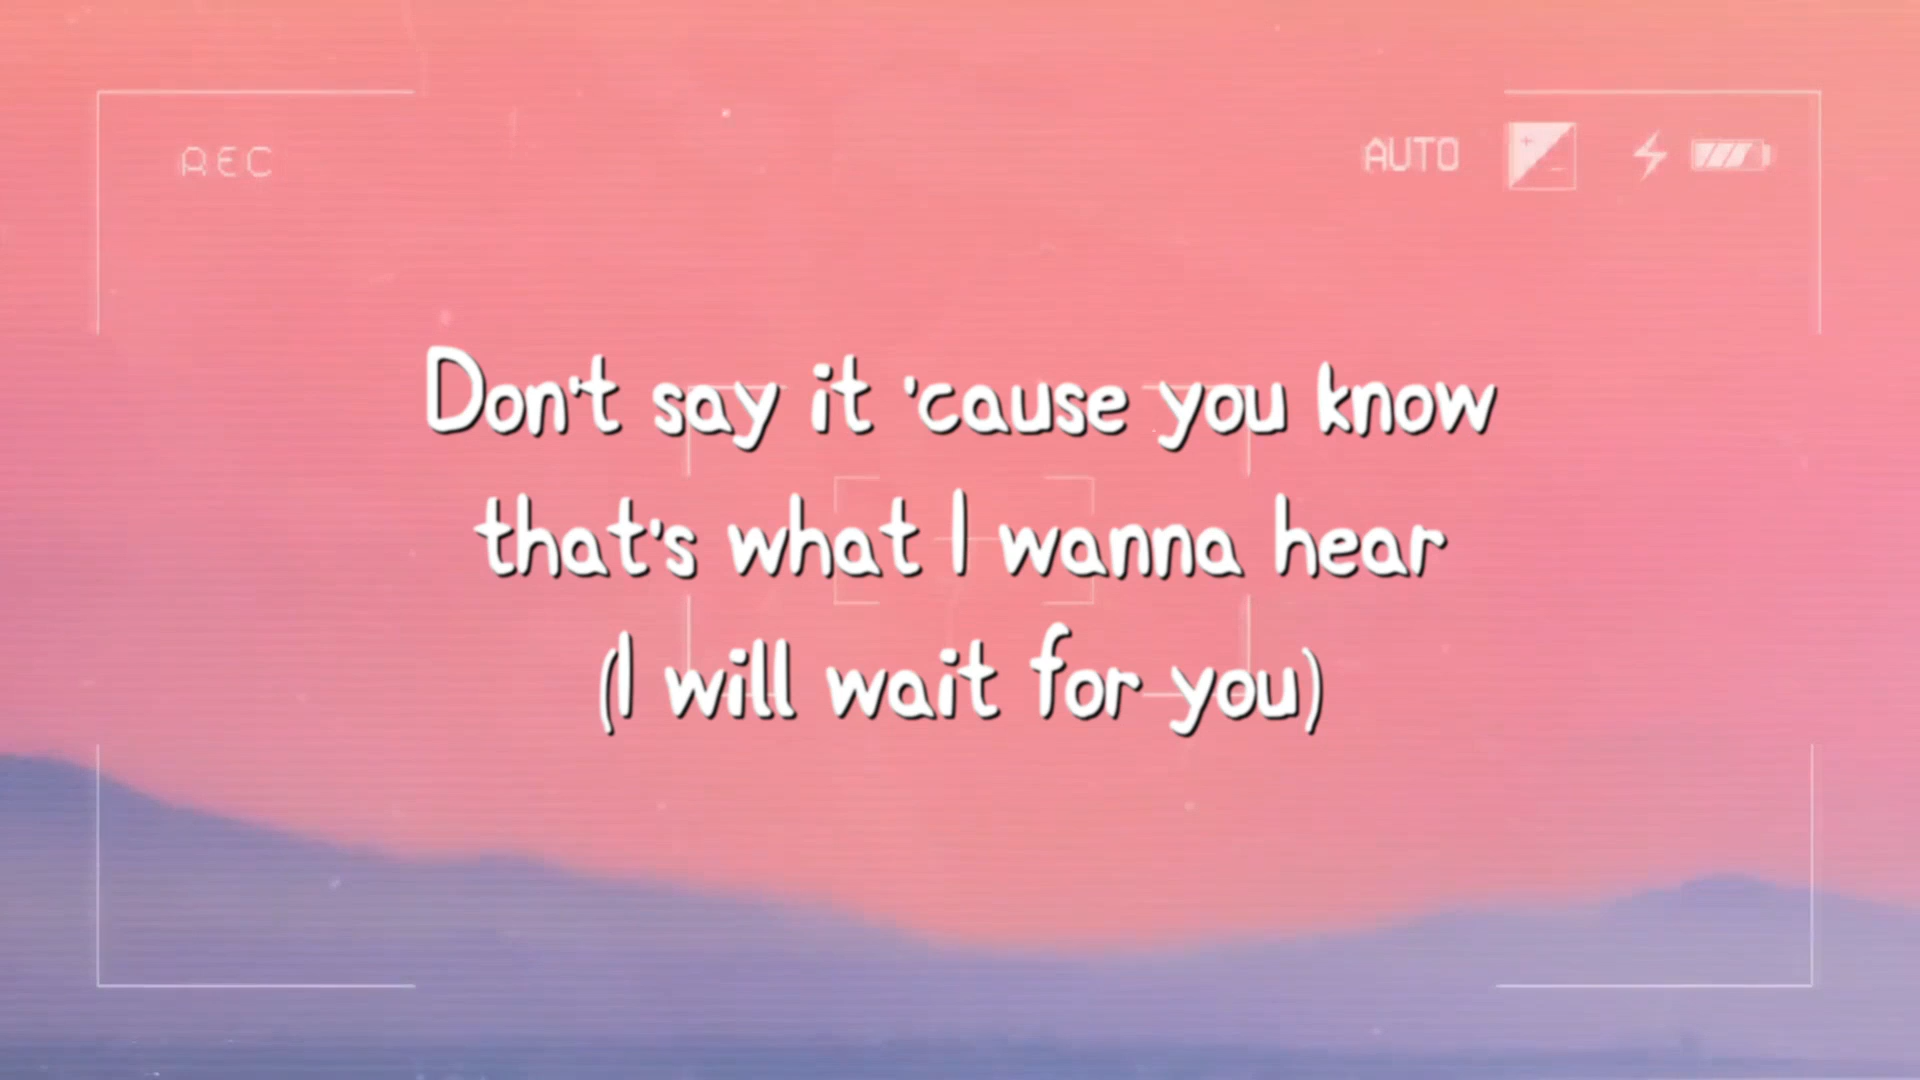 REC
AUTO
Don't say it 'cause you know
that's what I wanna hear
(I will wait for you)